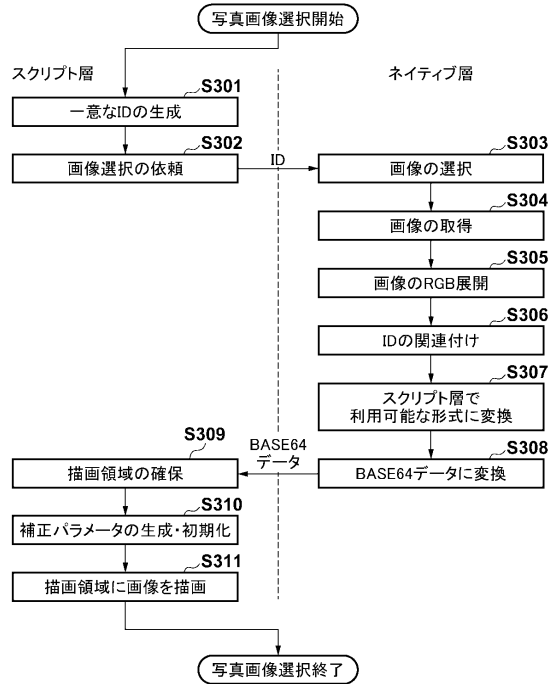 写真画像選択開始
スクリプト層
ネイティブ層
S301
一意なIDの生成
S302
画像選択の依頼
ID
S303
画像の選択
S304
画像の取得
S305
画像のRGB展開
S306
IDの関連付け
S307
スクリプト層で
利用可能な形式に変換
S308
BASE64データに変換
BASE64
データ
S309
描画領域の確保
S310
補正パラメータの生成・初期化
S311
描画領域に画像を描画
写真画像選択終了